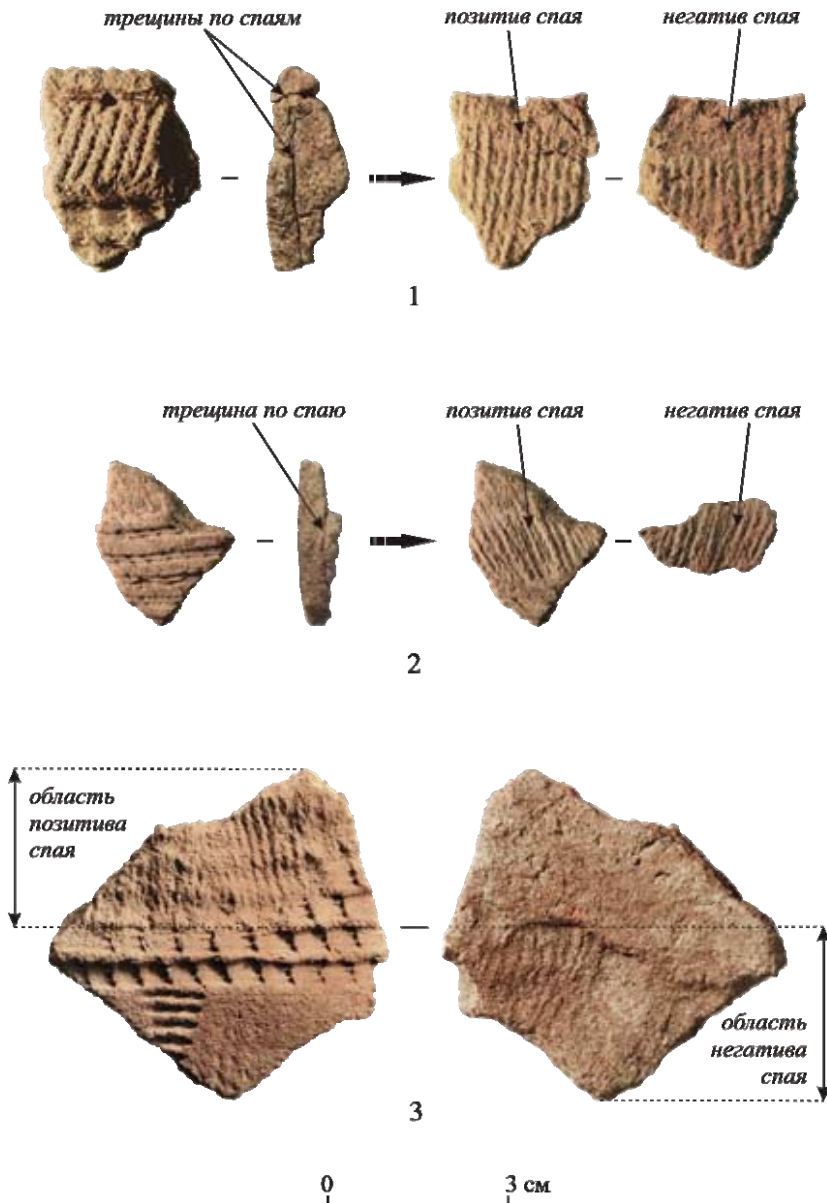 трещины по спаям
позитив спая
негатив спая
1
трещина по спаю
позитив спая
негатив спая
2
область
позитива
спая
область
негатива
спая
3
0 3 см